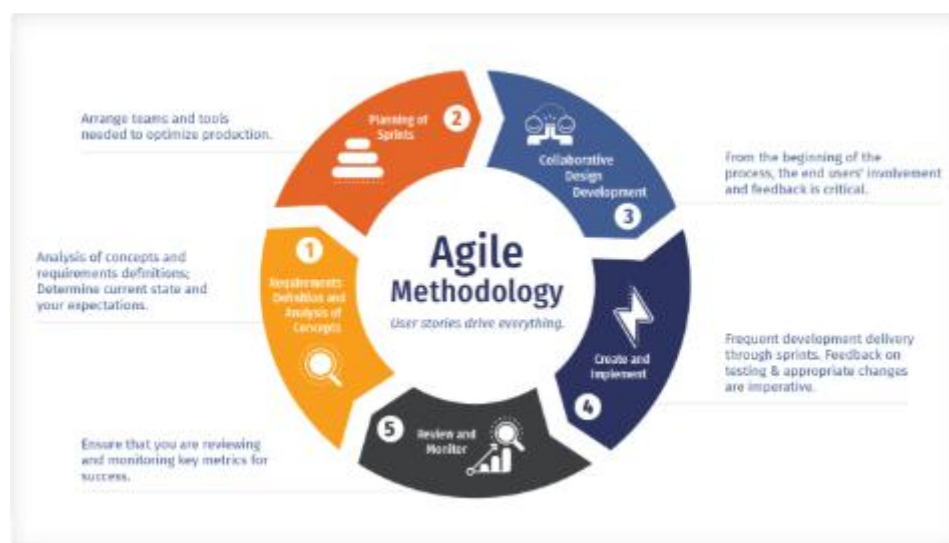 Agile
Methodology
User stories drive everything.
1
Requirements
Definition and
Analysis of
Concepts
Analysis of concepts and
requirements definitions;
Determine current state and
your expectations.
2
Planning of
Sprints
Arrange teams and tools
needed to optimize production.
3
Collaborative
Design
Development
From the beginning of the
process, the end users' involvement
and feedback is critical.
4
Create and
Implement
Frequent development delivery
through sprints. Feedback on
testing & appropriate changes
are imperative.
5
Review and
Monitor
Ensure that you are reviewing
and monitoring key metrics for
success.